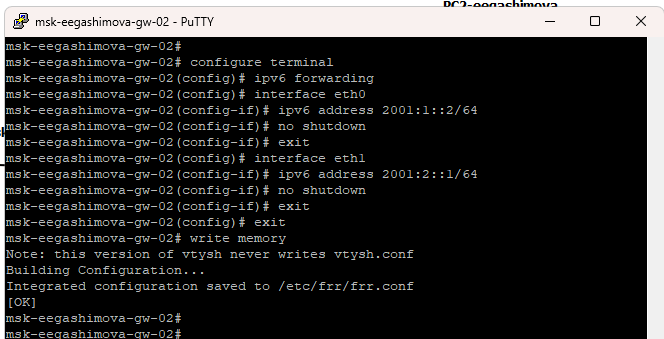 PC2-eegashimova
msk-eegashimova-gw-02 - PuTTY
msk-eegashimova-gw-02#
msk-eegashimova-gw-02# configure terminal
msk-eegashimova-gw-02(config)# ipv6 forwarding
msk-eegashimova-gw-02(config)# interface eth0
msk-eegashimova-gw-02(config-if)# ipv6 address 2001:1::2/64
msk-eegashimova-gw-02(config-if)# no shutdown
msk-eegashimova-gw-02(config-if)# exit
msk-eegashimova-gw-02(config)# interface eth1
msk-eegashimova-gw-02(config-if)# ipv6 address 2001:2::1/64
msk-eegashimova-gw-02(config-if)# no shutdown
msk-eegashimova-gw-02(config-if)# exit
msk-eegashimova-gw-02(config)# exit
msk-eegashimova-gw-02# write memory
Note: this version of vtysh never writes vtysh.conf
Building Configuration...
Integrated configuration saved to /etc/frr/frr.conf
[OK]
msk-eegashimova-gw-02#
msk-eegashimova-gw-02#